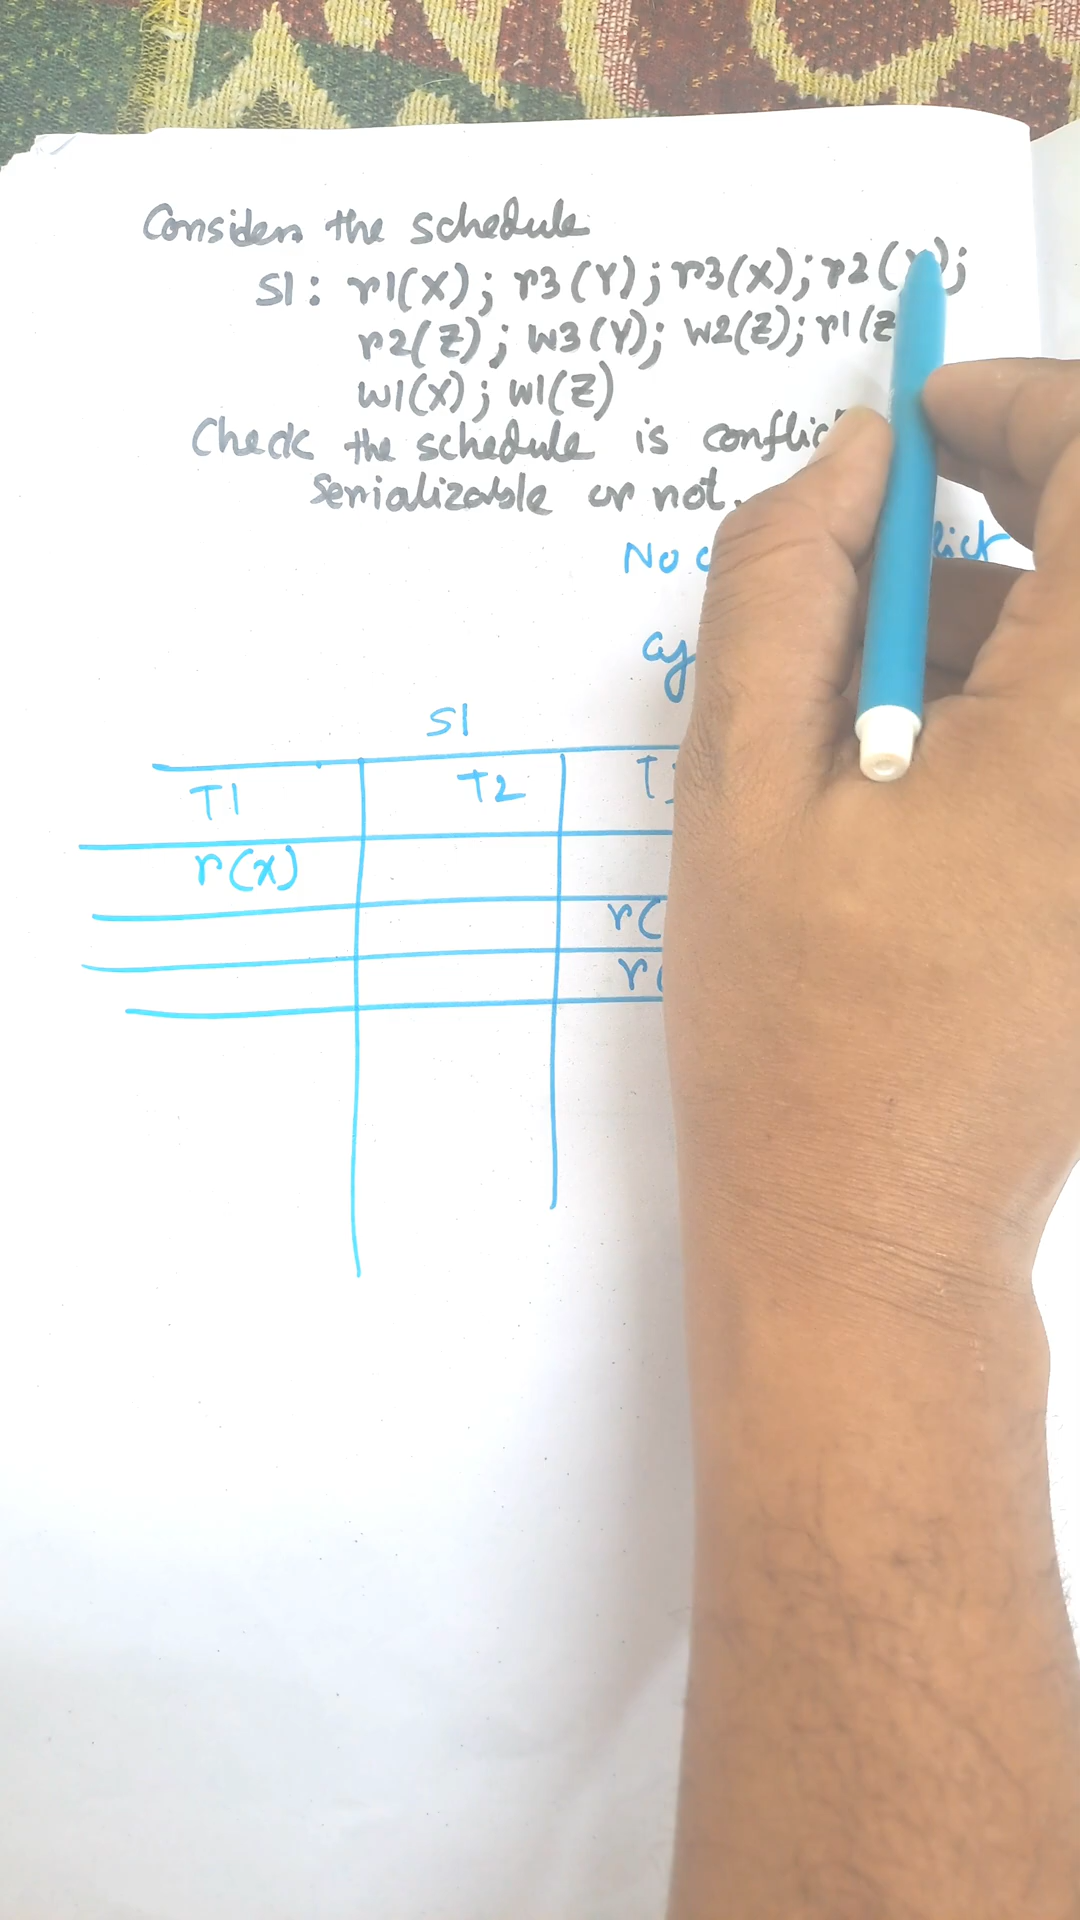 Consider the schedule
S1: r1(X); r3(Y); r3(X); r2( );
r2(Z); w3(Y); w2(Z); r1(Z
w1(X); w1(Z)
Check the schedule is
Serializable or not.
No
S1
T1 T2
r(x)
r(
r(